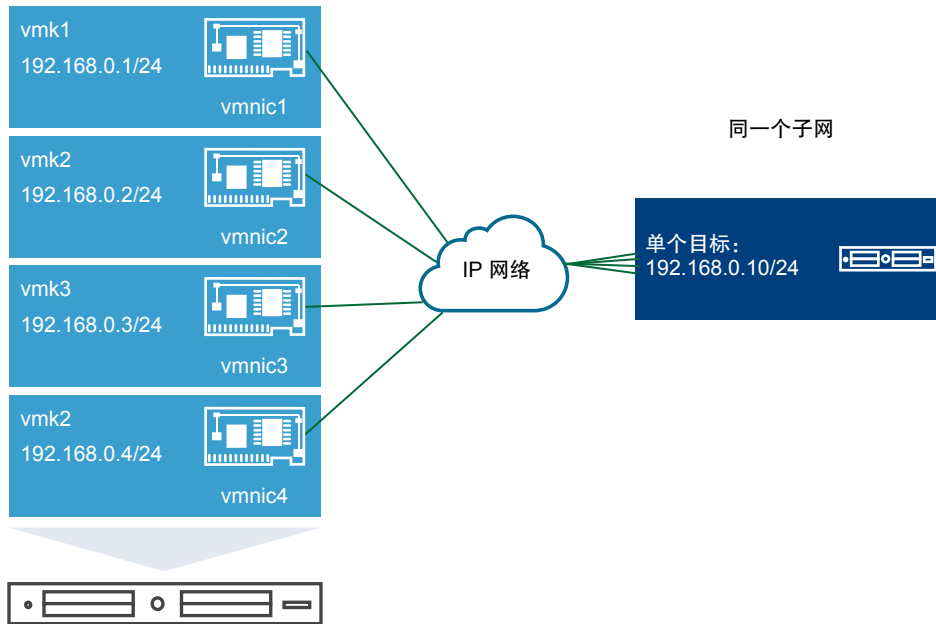 vmk1
192.168.0.1/24
vmnic1
vmk2
192.168.0.2/24
vmnic2
vmk3
192.168.0.3/24
vmnic3
vmk2
192.168.0.4/24
vmnic4
IP 网络
同一个子网
单个目标：
192.168.0.10/24